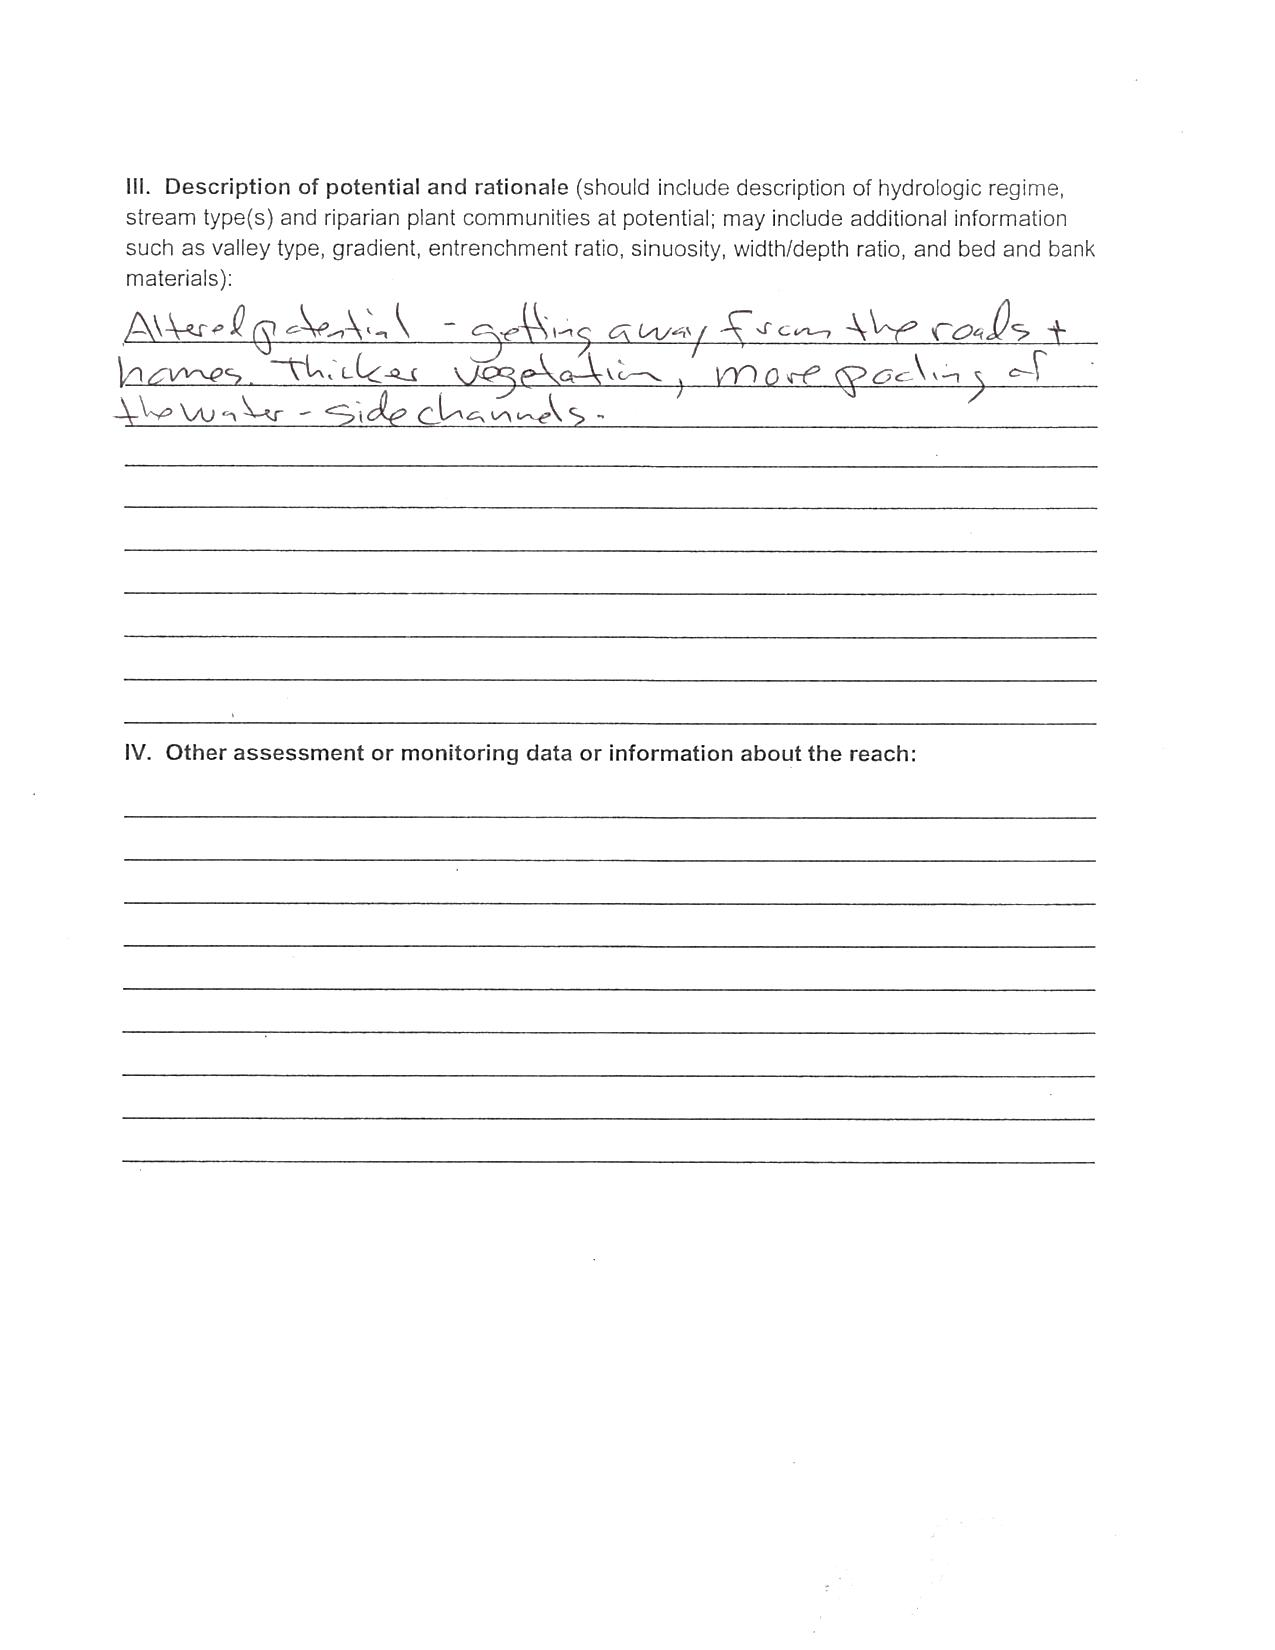 III. Description of potential and rationale (should include description of hydrologic regime,
stream type(s) and riparian plant communities at potential; may include additional information
such as valley type, gradient, entrenchment ratio, sinuosity, width/depth ratio, and bed and bank
materials):
Altered potential - getting away from the roads +
homes. Thicker vegetation, more pooling of
the water - side channels.
IV. Other assessment or monitoring data or information about the reach: